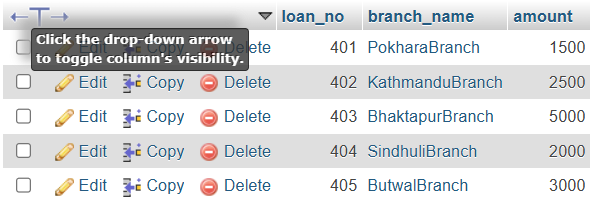 loan_no branch_name amount
Click the drop-down arrow
to toggle column's visibility.
Edit Copy Delete 401 PokharaBranch 1500
Edit Copy Delete 402 KathmanduBranch 2500
Edit Copy Delete 403 BhaktapurBranch 5000
Edit Copy Delete 404 SindhuliBranch 2000
Edit Copy Delete 405 ButwalBranch 3000